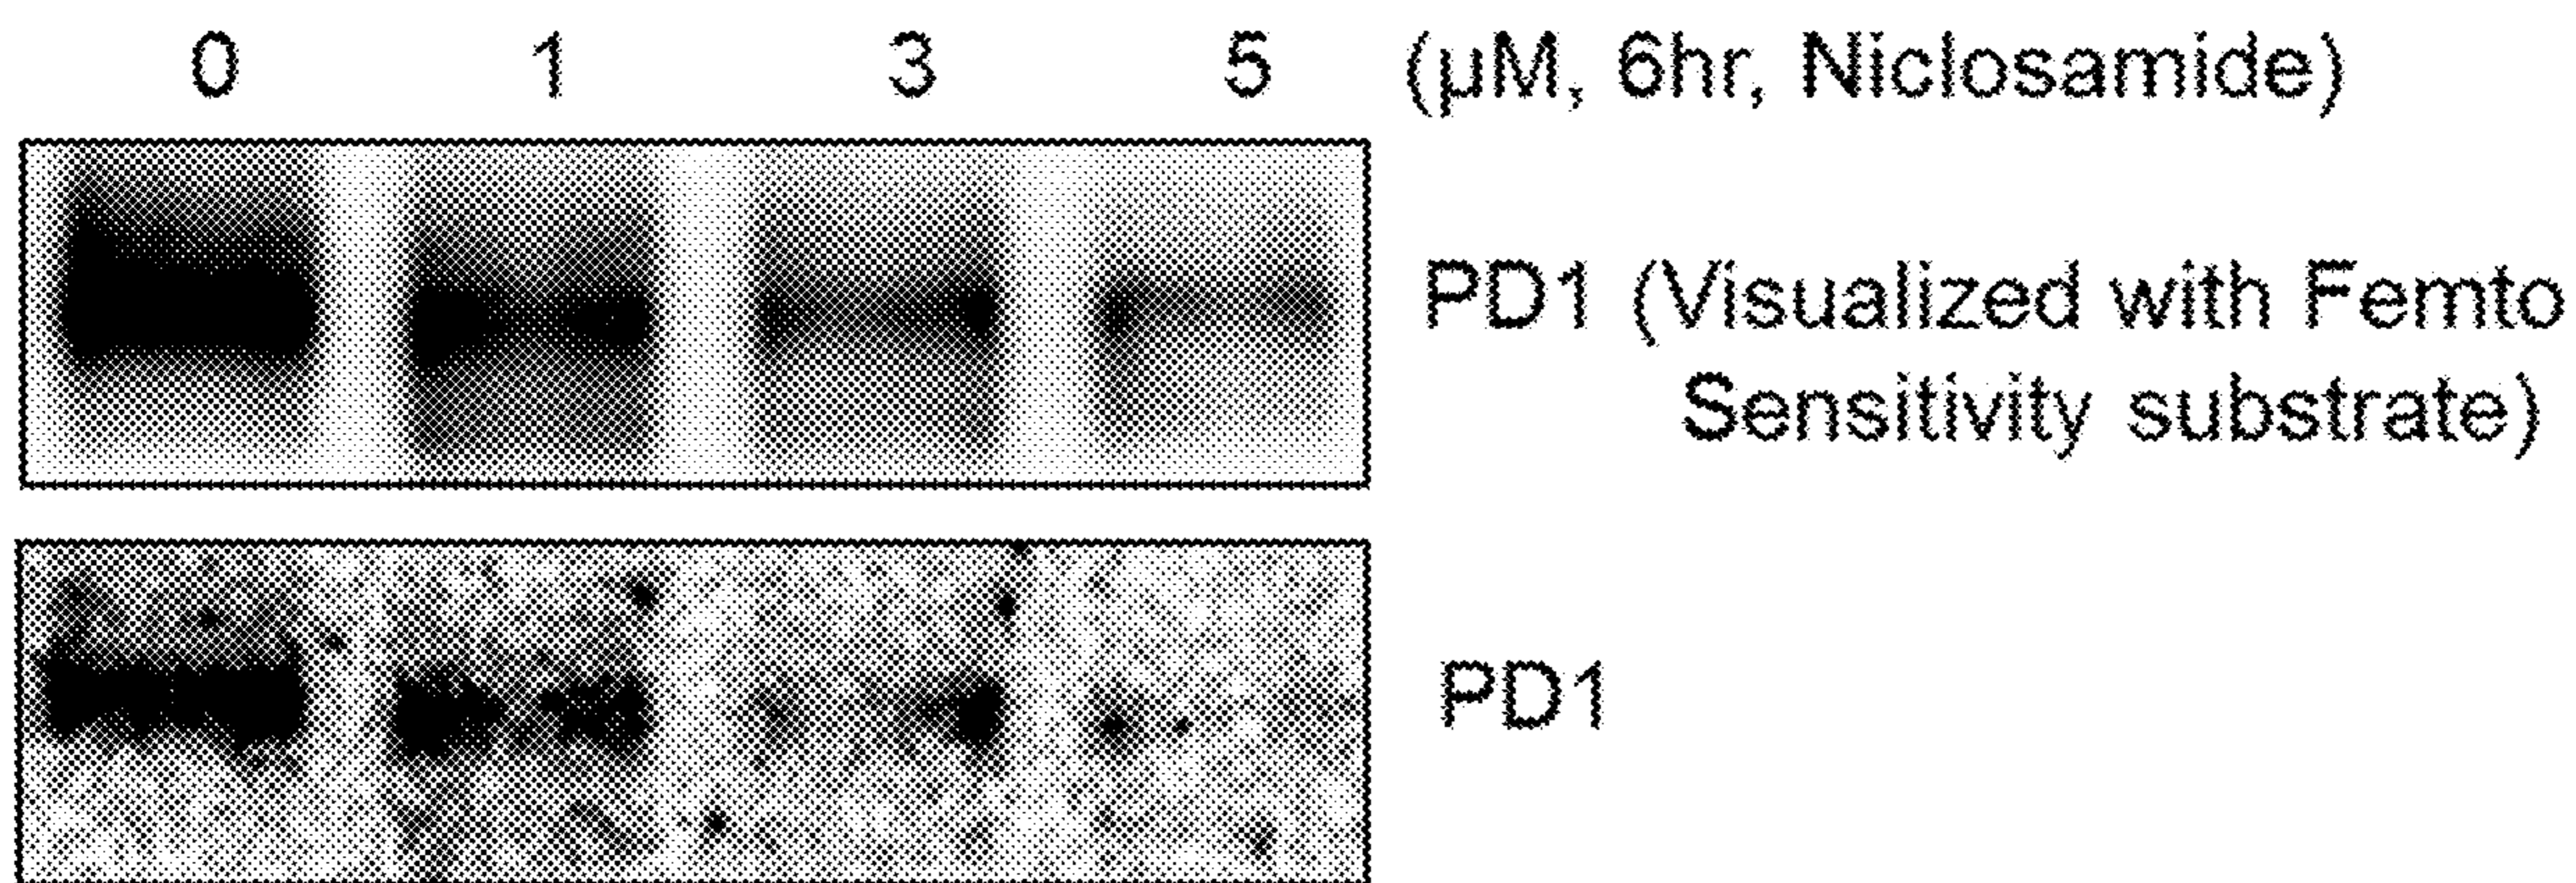 0 1 3 5 (µM, 6hr, Niclosamide)
PD1 (Visualized with Femto
Sensitivity substrate)
PD1